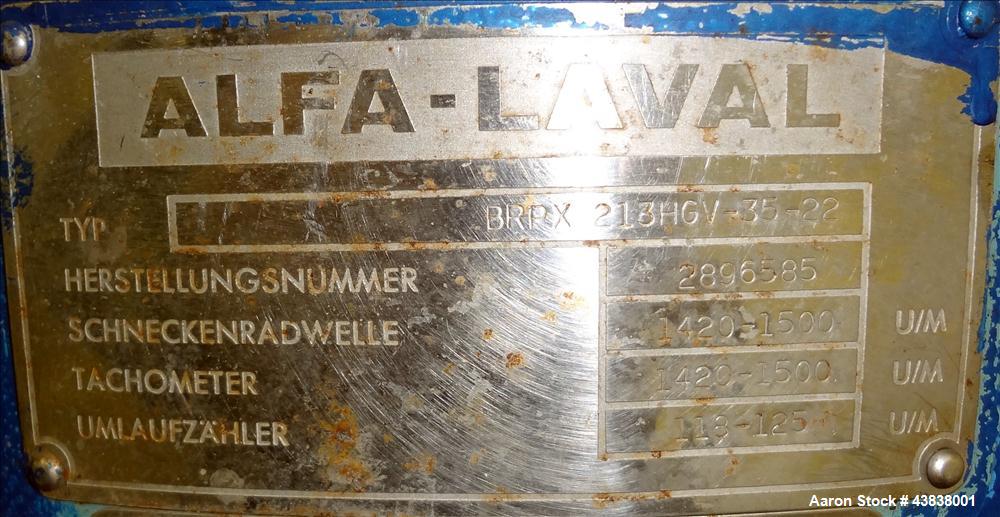 ALFA-LAVAL
TYP BRPX 213HGV-35-22
HERSTELLUNGSNUMMER 2896585
SCHNECKENRADWELLE 1420-1500 U/M
TACHOMETER 1420-1500 U/M
UMLAUFZÄHLER 118-125 U/M
Aaron Stock # 43838001